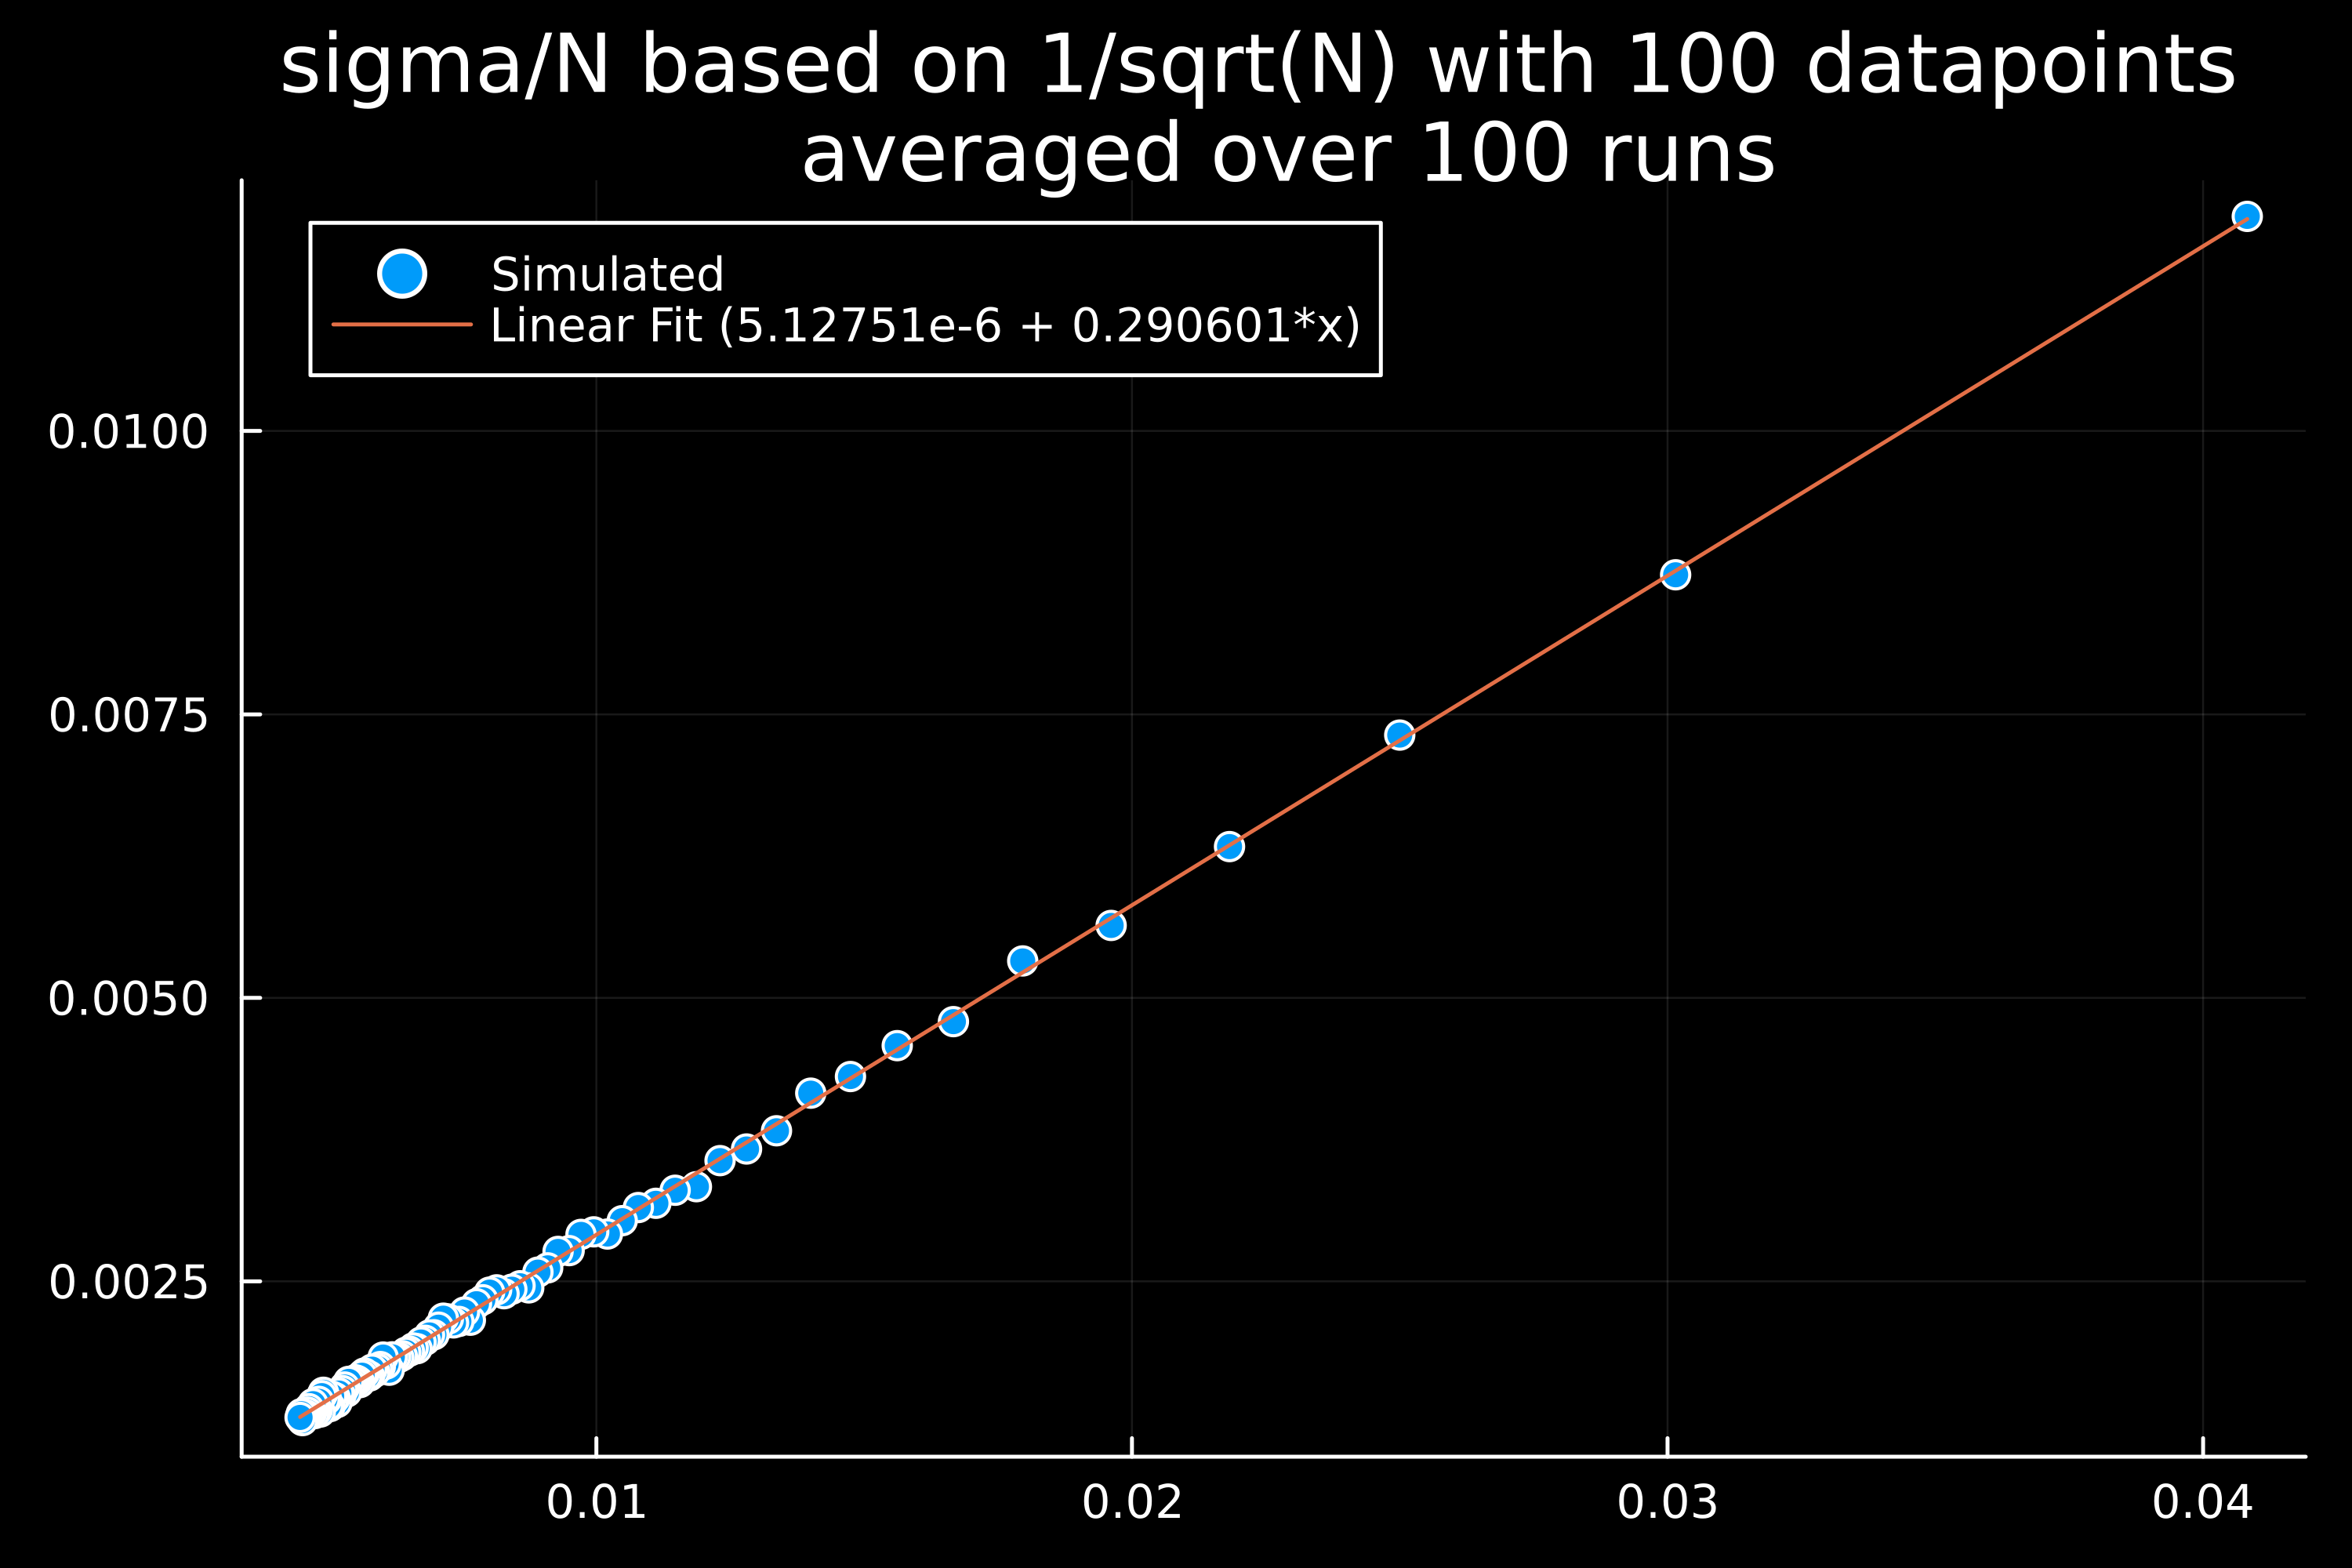 sigma/N based on 1/sqrt(N) with 100 datapoints
averaged over 100 runs
Simulated
Linear Fit (5.12751e-6 + 0.290601*x)
0.0100
0.0075
0.0050
0.0025
0.01
0.02
0.03
0.04